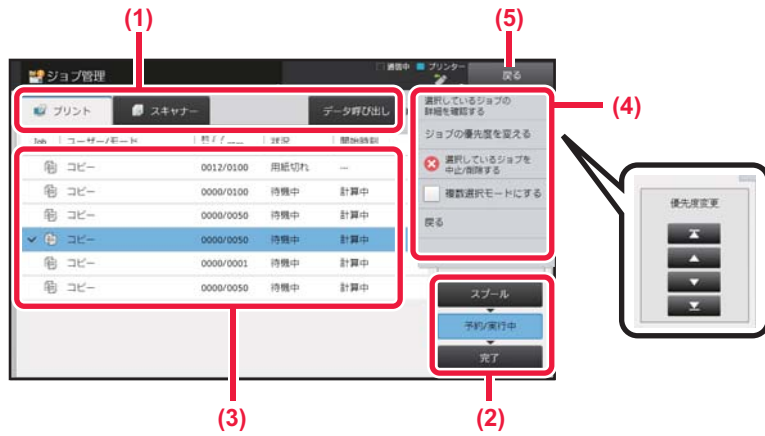 (1)
(5)
ジョブ管理
通信中
プリンター
戻る
プリント
スキャナー
データ呼び出し
選択しているジョブの
詳細を確認する
(4)
Job
ユーザー/モード
状況
開始時刻
ジョブの優先度を変える
コピー
0012/0100
用紙切れ
—
選択しているジョブを
中止/削除する
コピー
0000/0100
待機中
計算中
複数選択モードにする
優先度変更
コピー
0000/0050
待機中
計算中
戻る
コピー
0000/0050
待機中
計算中
コピー
0000/0001
待機中
計算中
コピー
0000/0050
待機中
計算中
スプール
予約/実行中
完了
(3)
(2)